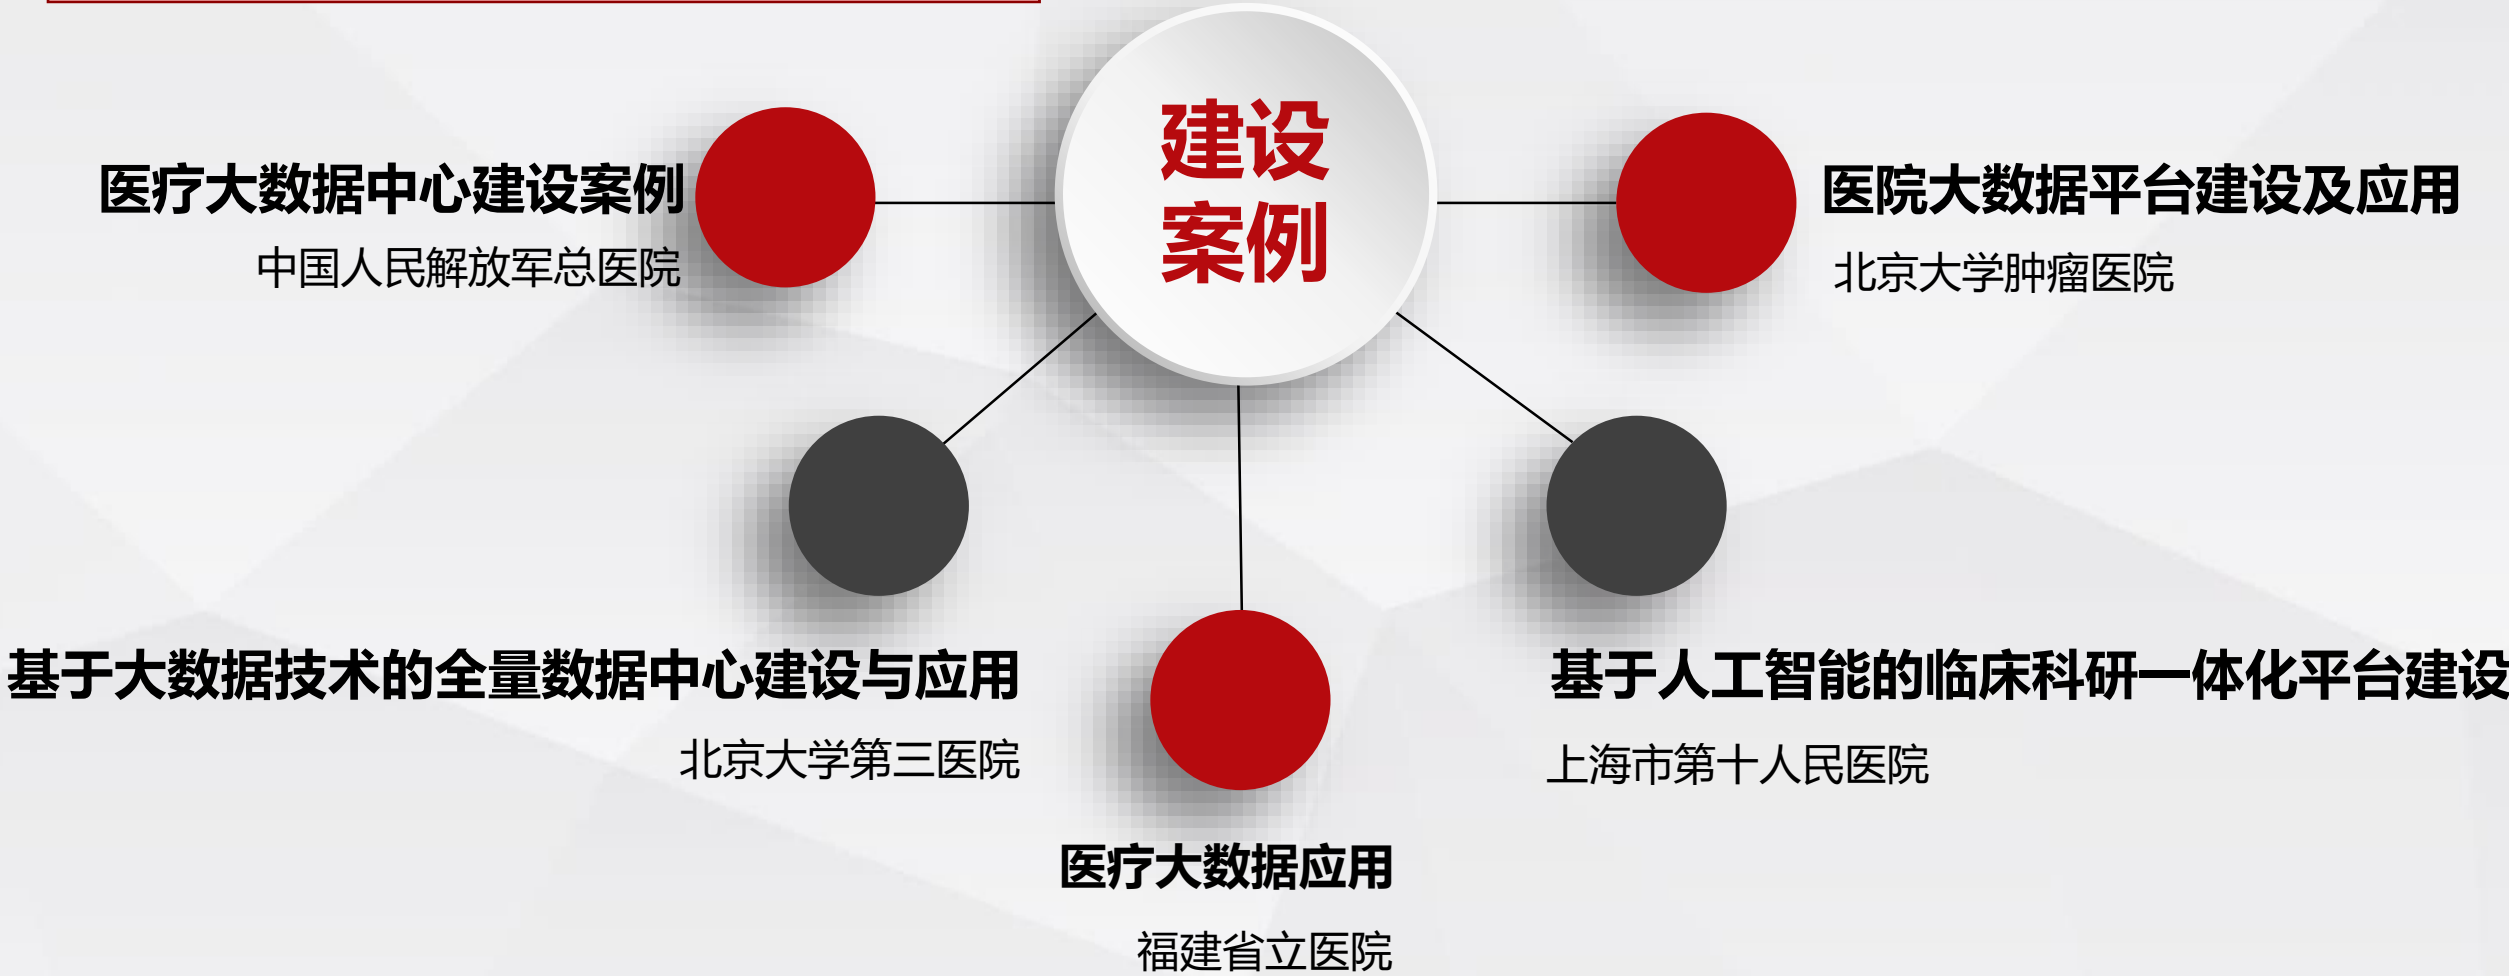 建设
案例
医疗大数据中心建设案例
中国人民解放军总医院
医院大数据平台建设及应用
北京大学肿瘤医院
基于大数据技术的全量数据中心建设与应用
北京大学第三医院
基于人工智能的临床科研一体化平台建设
上海市第十人民医院
医疗大数据应用
福建省立医院